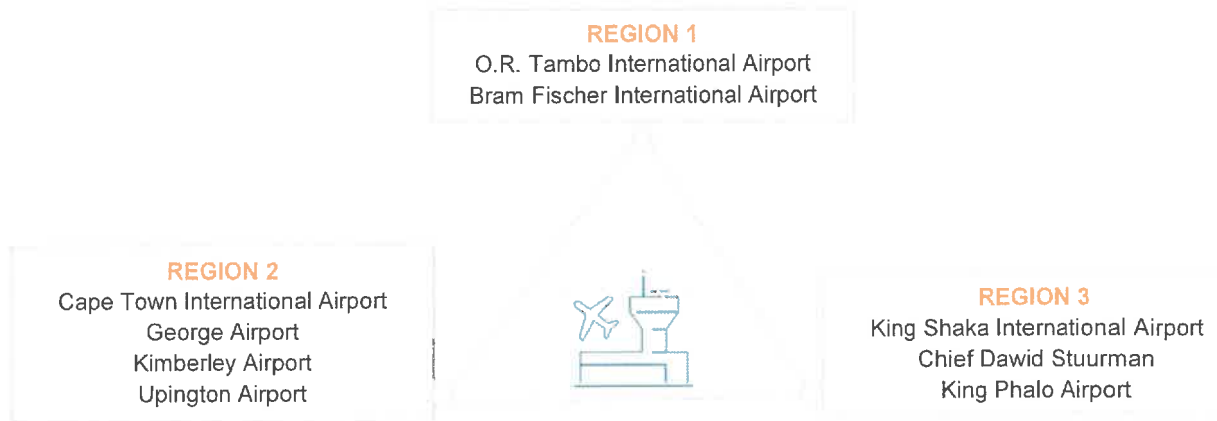 REGION 1
O.R. Tambo International Airport
Bram Fischer International Airport
REGION 2
Cape Town International Airport
George Airport
Kimberley Airport
Upington Airport
REGION 3
King Shaka International Airport
Chief Dawid Stuurman
King Phalo Airport